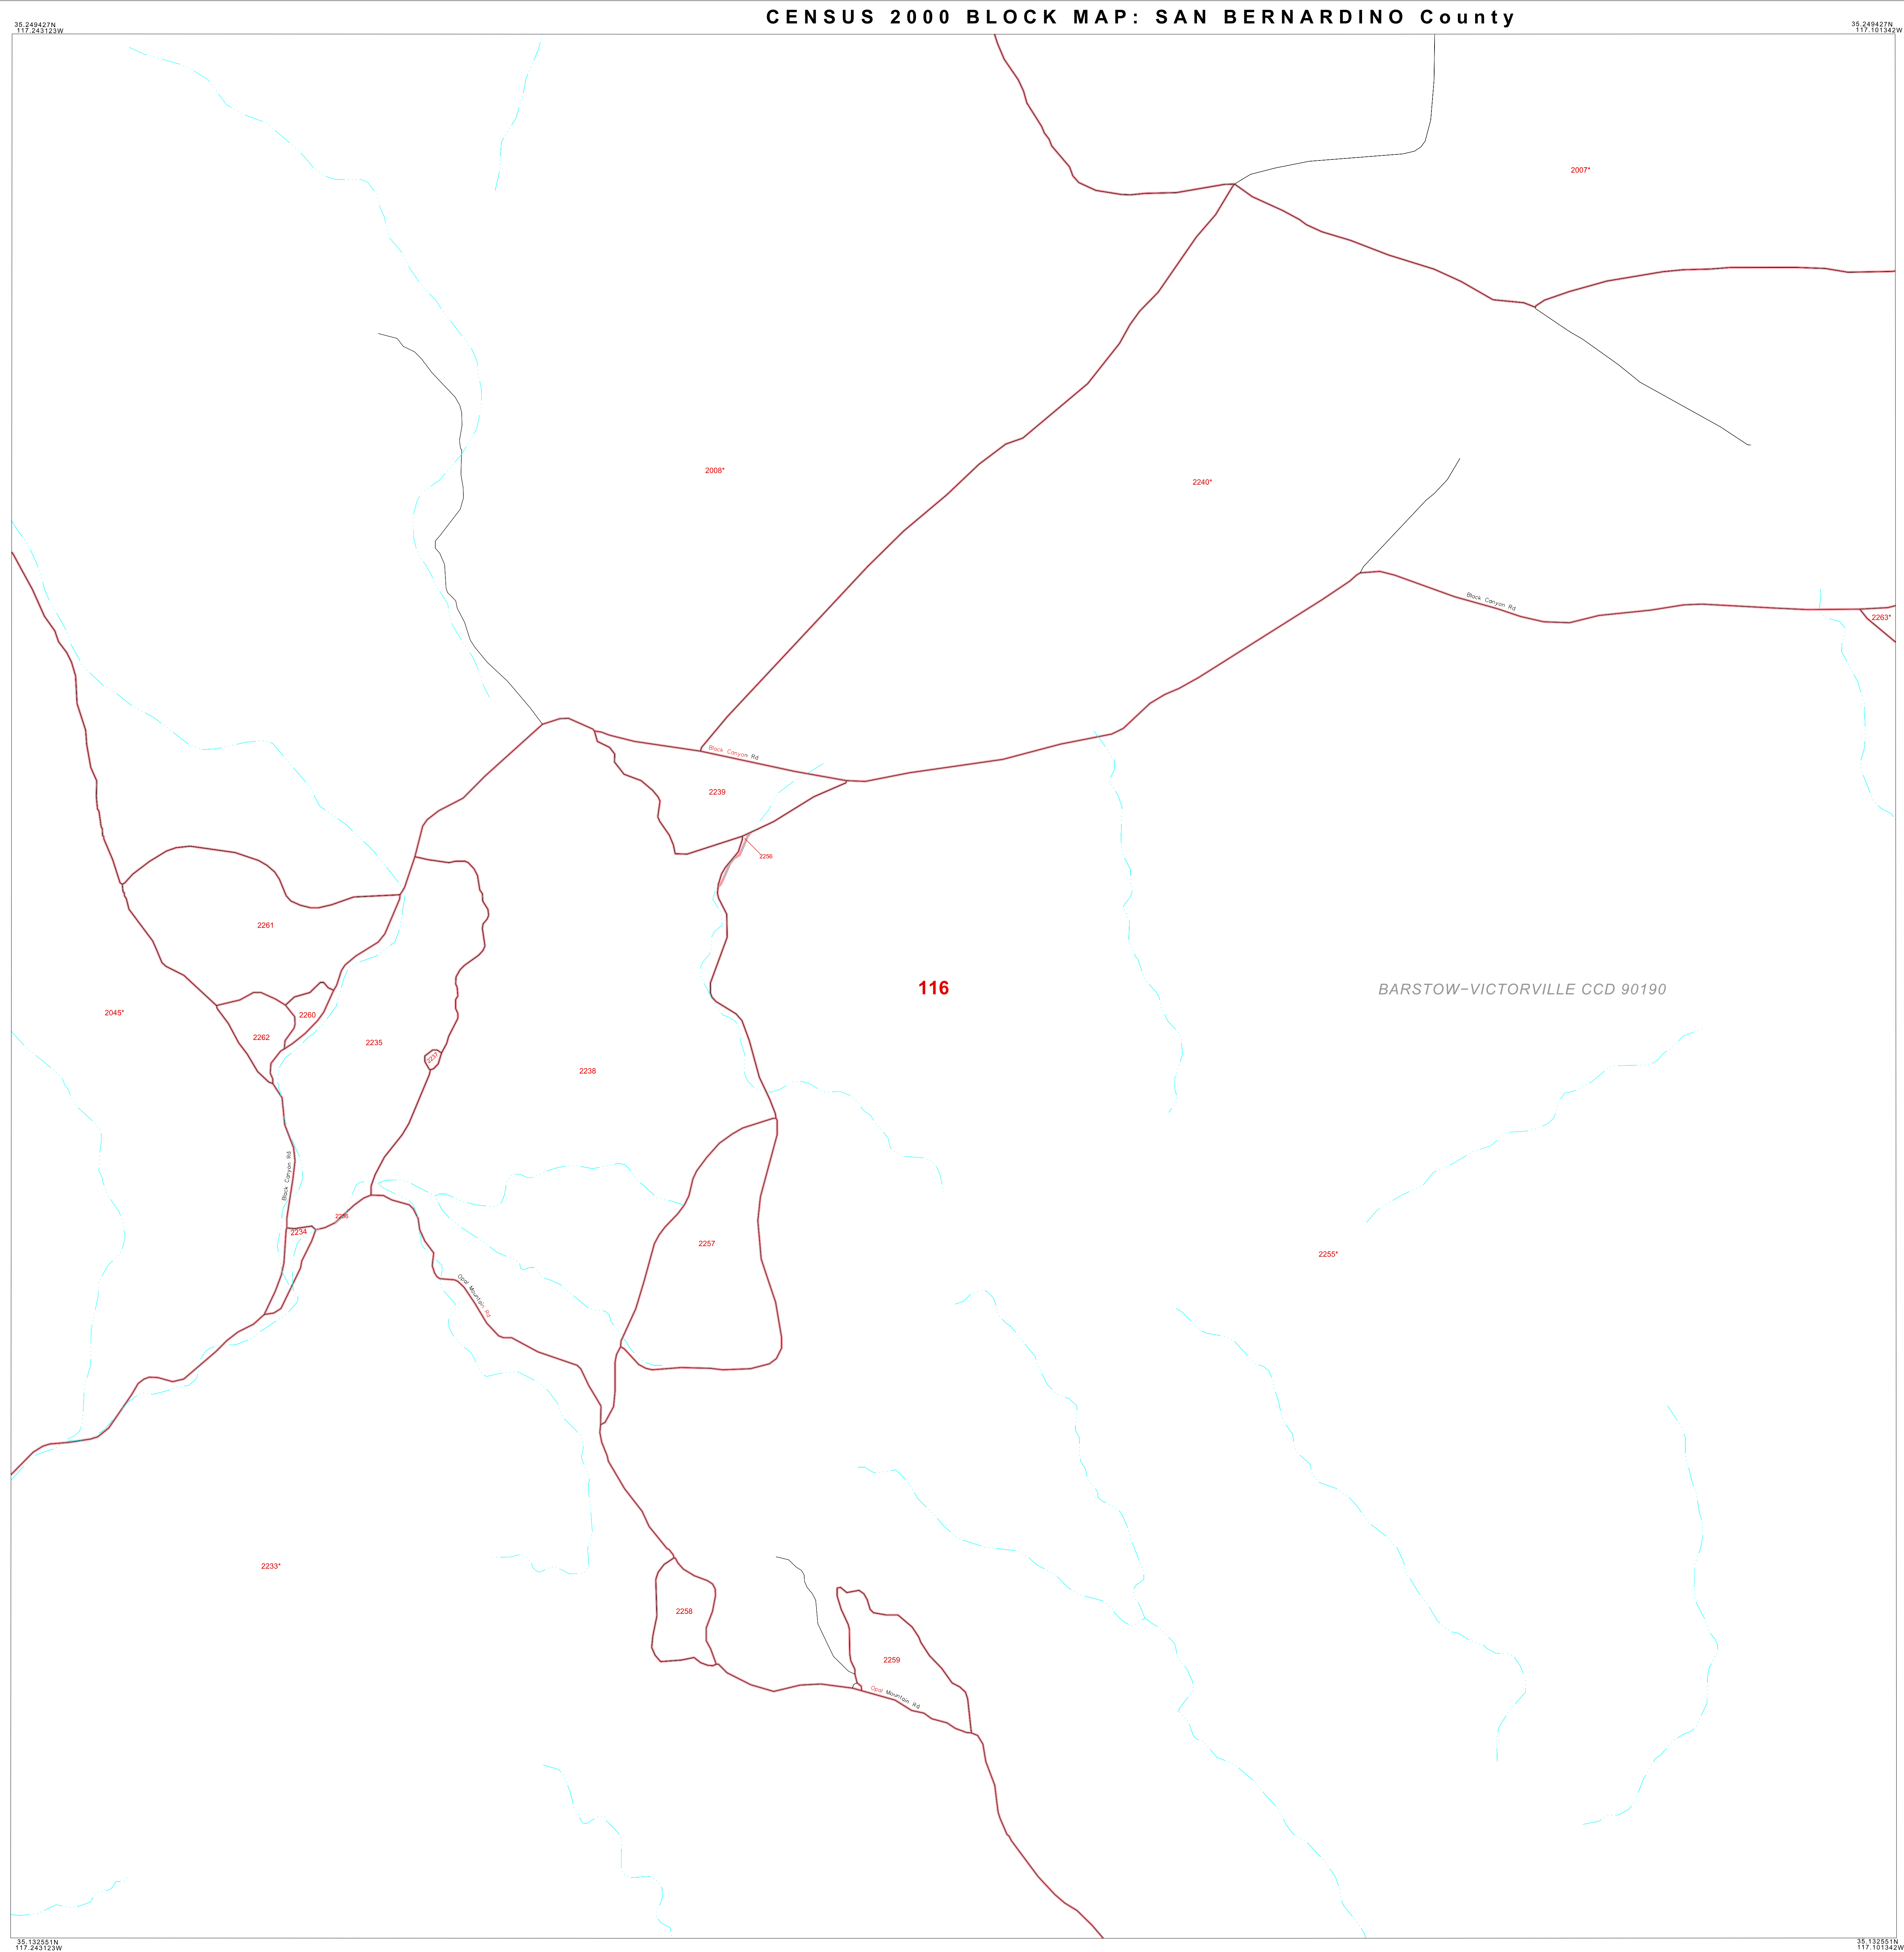 CENSUS 2000 BLOCK MAP: SAN BERNARDINO County
35.249427N
117.243123W
35.249427N
117.101342W
2007*
2008*
2240*
Black Canyon Rd
2263*
Black Canyon Rd
2239
2256
2261
116
BARSTOW-VICTORVILLE CCD 90190
2045*
2260
2262
2235
2237
2238
Black Canyon Rd
2236
2234
2257
2255*
Opal Mountain Rd
2233*
2258
2259
Opal Mountain Rd
35.132551N
117.243123W
35.132551N
117.101342W